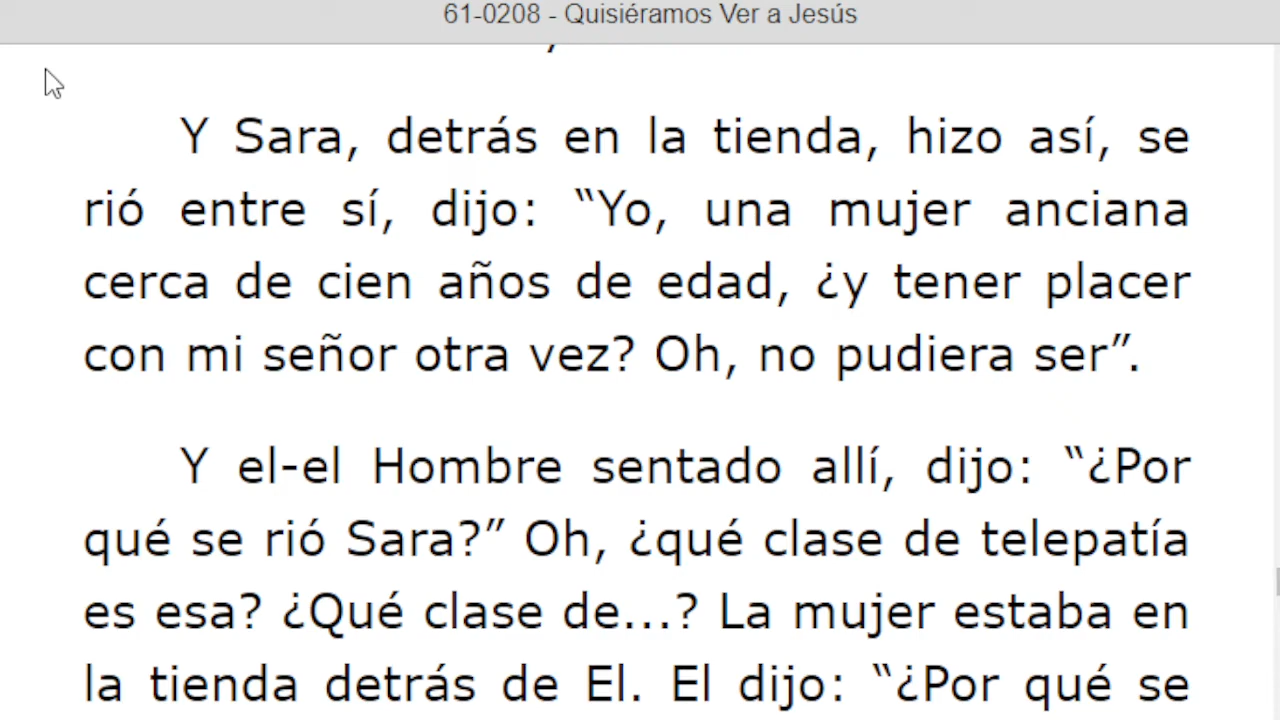 61-0208 - Quisiéramos Ver a Jesús
Y Sara, detrás en la tienda, hizo así, se
rió entre sí, dijo: “Yo, una mujer anciana
cerca de cien años de edad, ¿y tener placer
con mi señor otra vez? Oh, no pudiera ser”.
Y el-el Hombre sentado allí, dijo: “¿Por
qué se rió Sara?” Oh, ¿qué clase de telepatía
es esa? ¿Qué clase de...? La mujer estaba en
la tienda detrás de El. El dijo: “¿Por qué se